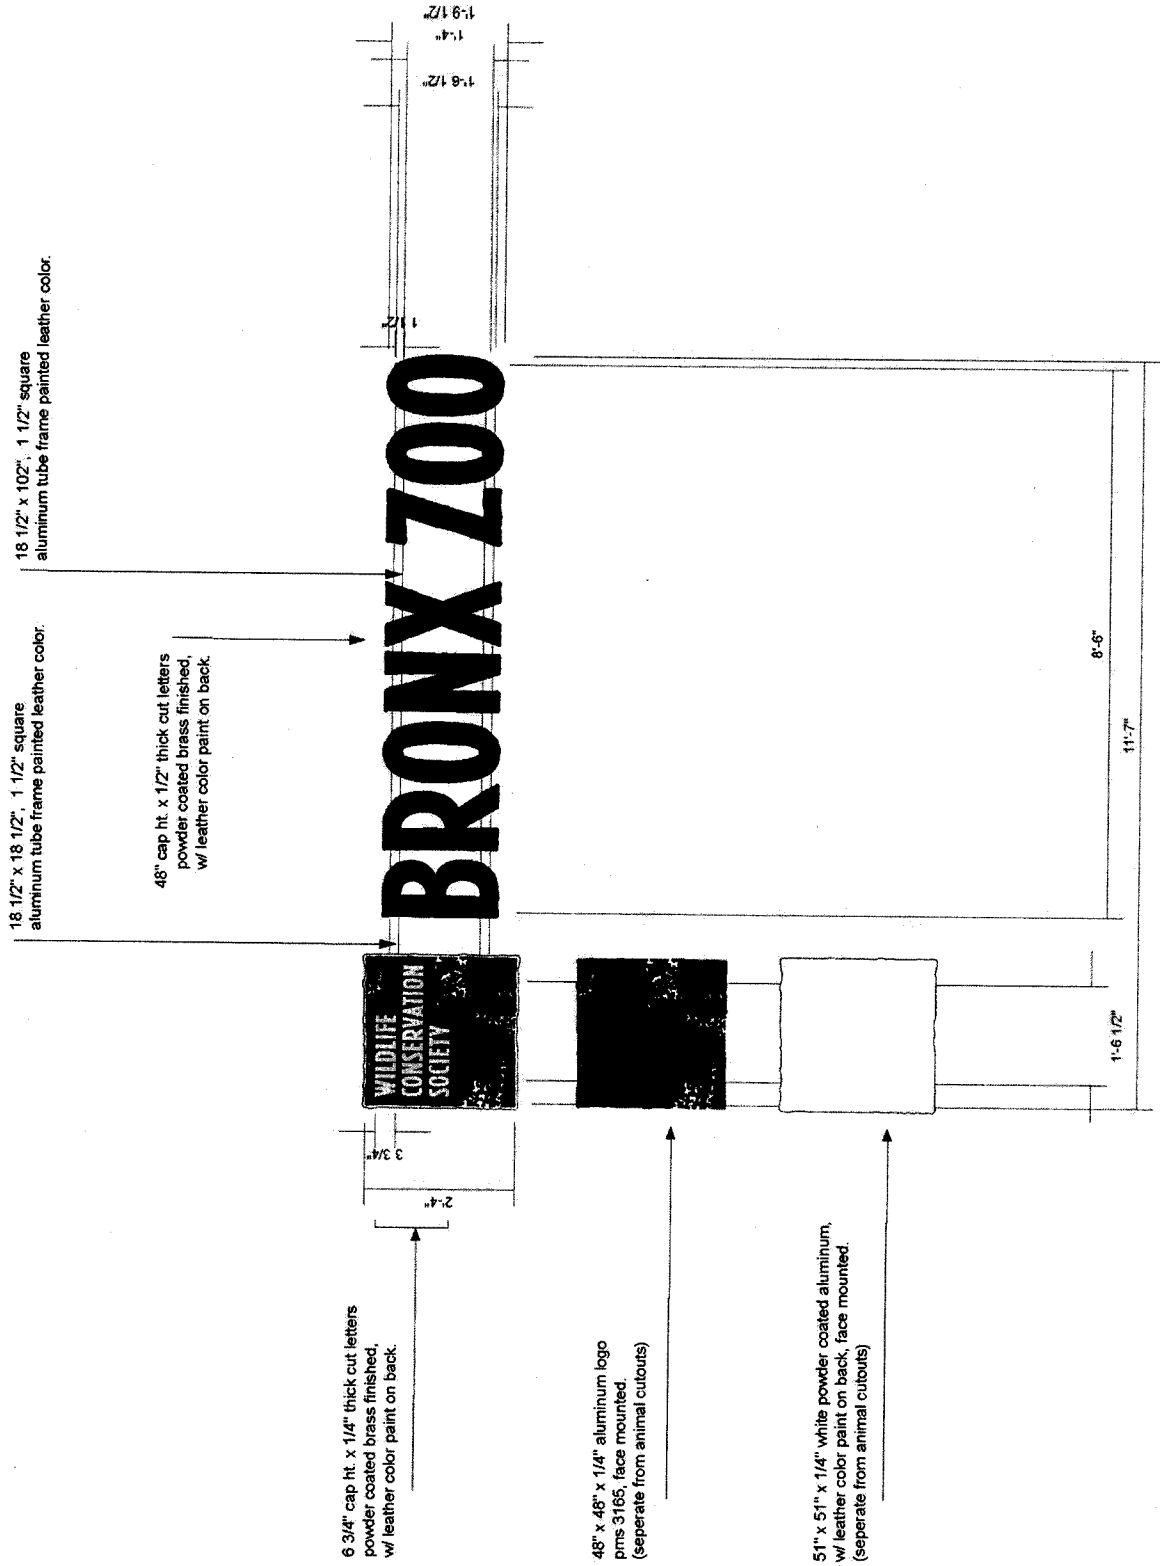 18 1/2" x 18 1/2", 1 1/2" square
aluminum tube frame painted leather color.
18 1/2" x 102", 1 1/2" square
aluminum tube frame painted leather color.
48" cap ht. x 1/2" thick cut letters
powder coated brass finished,
w/ leather color paint on back.
6 3/4" cap ht. x 1/4" thick cut letters
powder coated brass finished,
w/ leather color paint on back.
3 3/4"
2'-4"
WILDLIFE
CONSERVATION
SOCIETY
BRONX ZOO
1 1/2"
1'-6 1/2"
1'-4"
1'-9 1/2"
48" x 48" x 1/4" aluminum logo
pms 3165, face mounted.
(seperate from animal cutouts)
51" x 51" x 1/4" white powder coated aluminum,
w/ leather color paint on back, face mounted.
(seperate from animal cutouts)
1'-6 1/2"
8'-6"
11'-7"